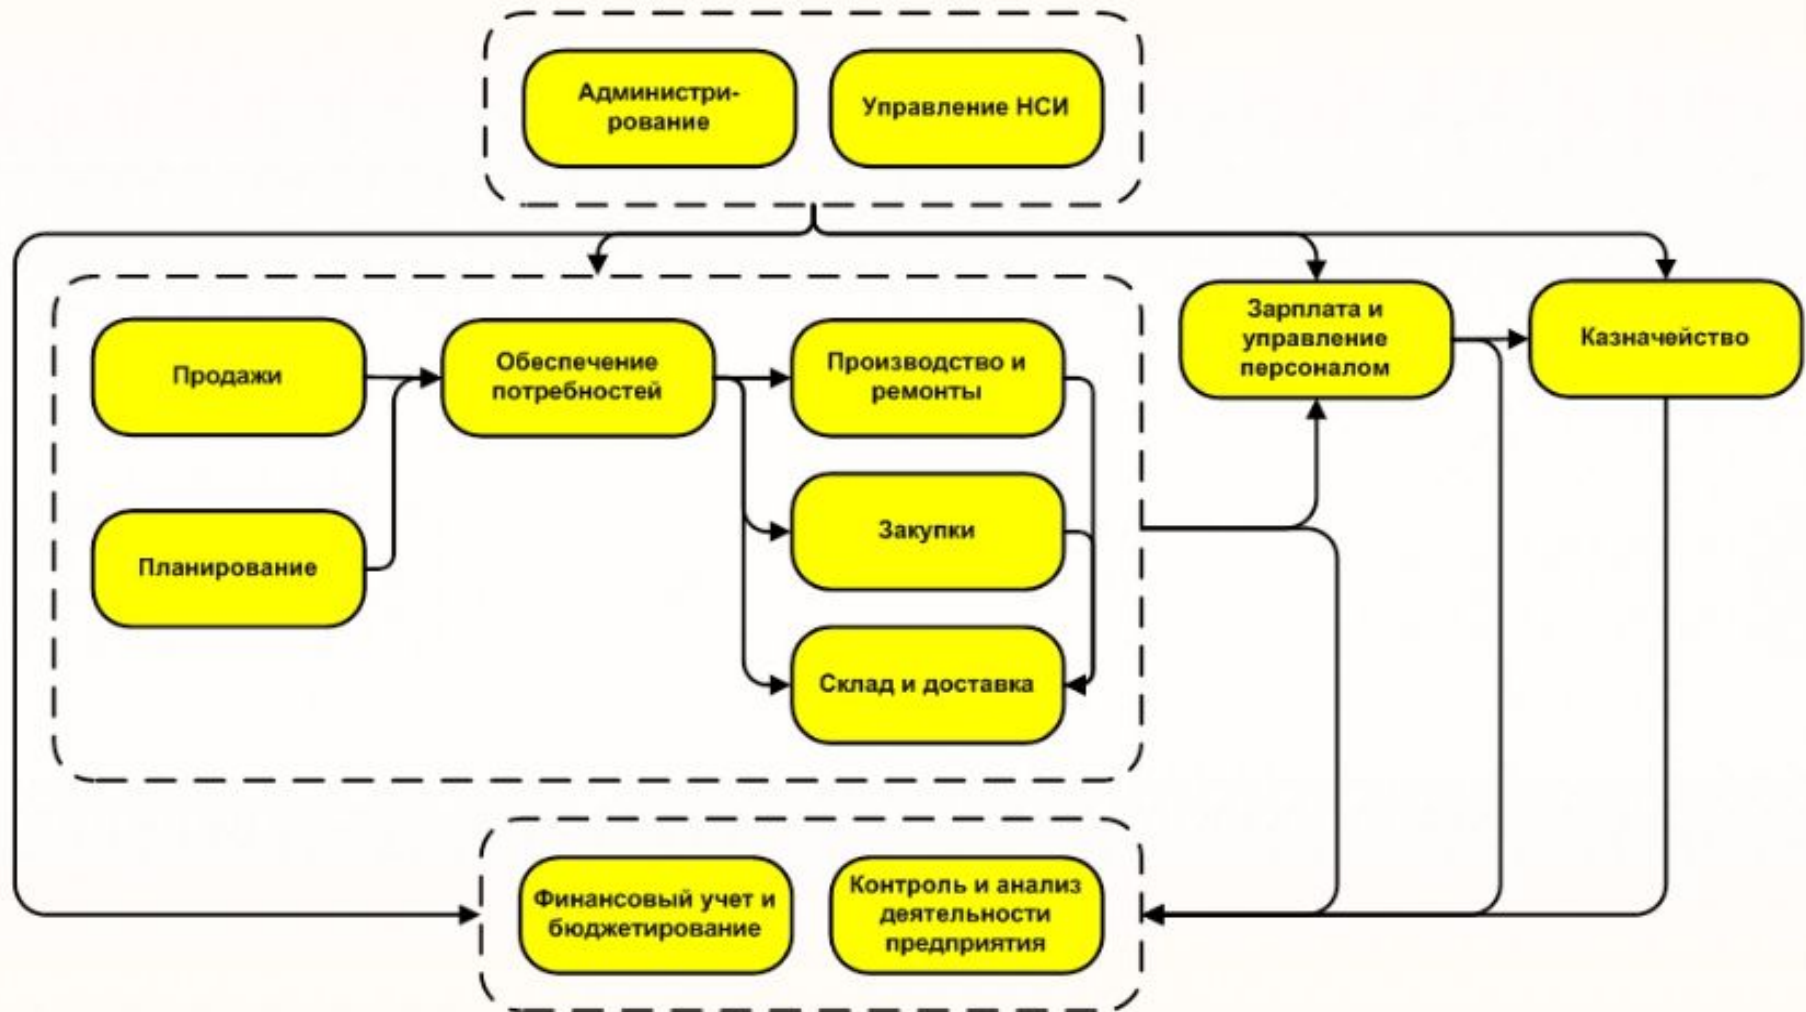 Администри-
рование
Управление НСИ
Зарплата и
управление
персоналом
Казначейство
Продажи
Обеспечение
потребностей
Производство и
ремонты
Планирование
Закупки
Склад и доставка
Финансовый учет и
бюджетирование
Контроль и анализ
деятельности
предприятия